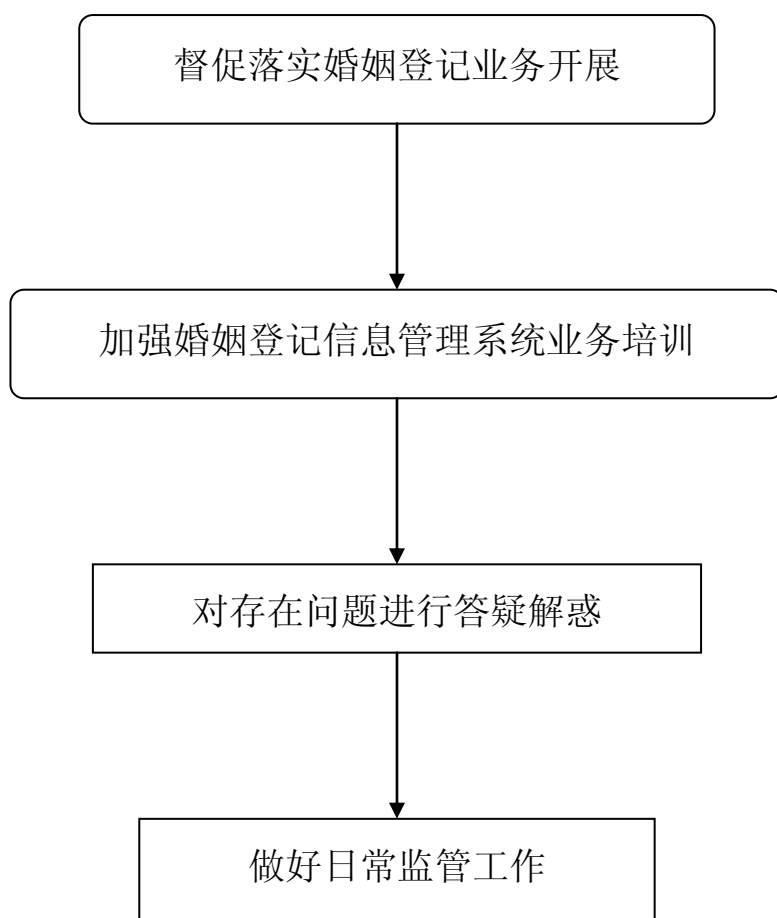 督促落实婚姻登记业务开展
加强婚姻登记信息管理系统业务培训
对存在问题进行答疑解惑
做好日常监管工作